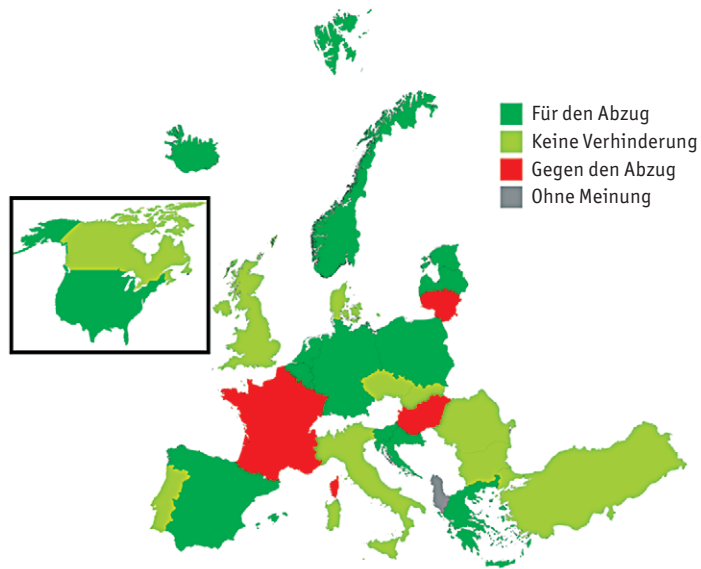 Für den Abzug
Keine Verhinderung
Gegen den Abzug
Ohne Meinung